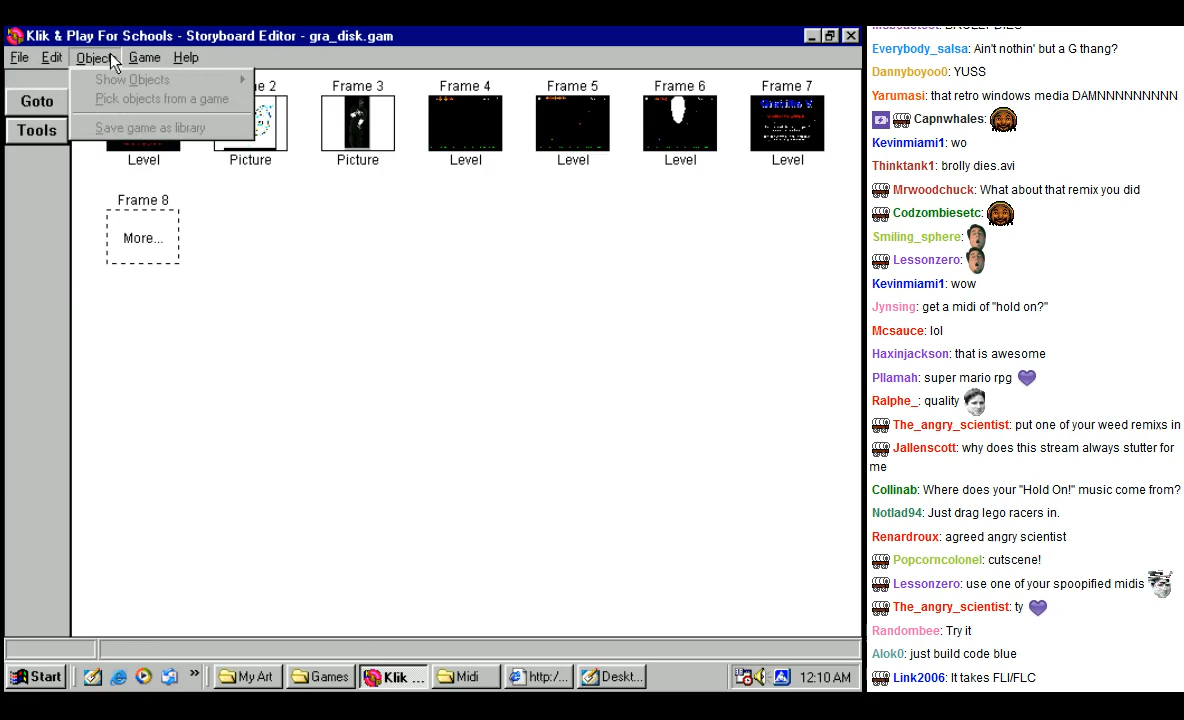 Klik & Play For Schools - Storyboard Editor - gra_disk.gam
File Edit Objects Game Help
Show Objects
Pick objects from a game
Save game as library
Goto
Tools
e 2
Frame 3
Frame 4
Frame 5
Frame 6
Frame 7
Level
Picture
Picture
Level
Level
Level
Level
Frame 8
More...
Start
My Art
Games
Klik ...
Midi
http:/...
Deskt...
12:10 AM
Everybody_salsa: Ain't nothin' but a G thang?
Dannyboyoo0: YUSS
Yarumasi: that retro windows media DAMNNNNNNNN
Capnwhales:
Kevinmiami1: wo
Thinktank1: brolly dies.avi
Mrwoodchuck: What about that remix you did
Codzombiesetc:
Smiling_sphere:
Lessonzero:
Kevinmiami1: wow
Jynsing: get a midi of "hold on?"
Mcsauce: lol
Haxinjackson: that is awesome
Pllamah: super mario rpg
Ralphe_: quality
The_angry_scientist: put one of your weed remixs in
Jallenscott: why does this stream always stutter for
me
Collinab: Where does your "Hold On!" music come from?
Notlad94: Just drag lego racers in.
Renardroux: agreed angry scientist
Popcorncolonel: cutscene!
Lessonzero: use one of your spoopified midis
The_angry_scientist: ty
Randombee: Try it
Alok0: just build code blue
Link2006: It takes FLI/FLC